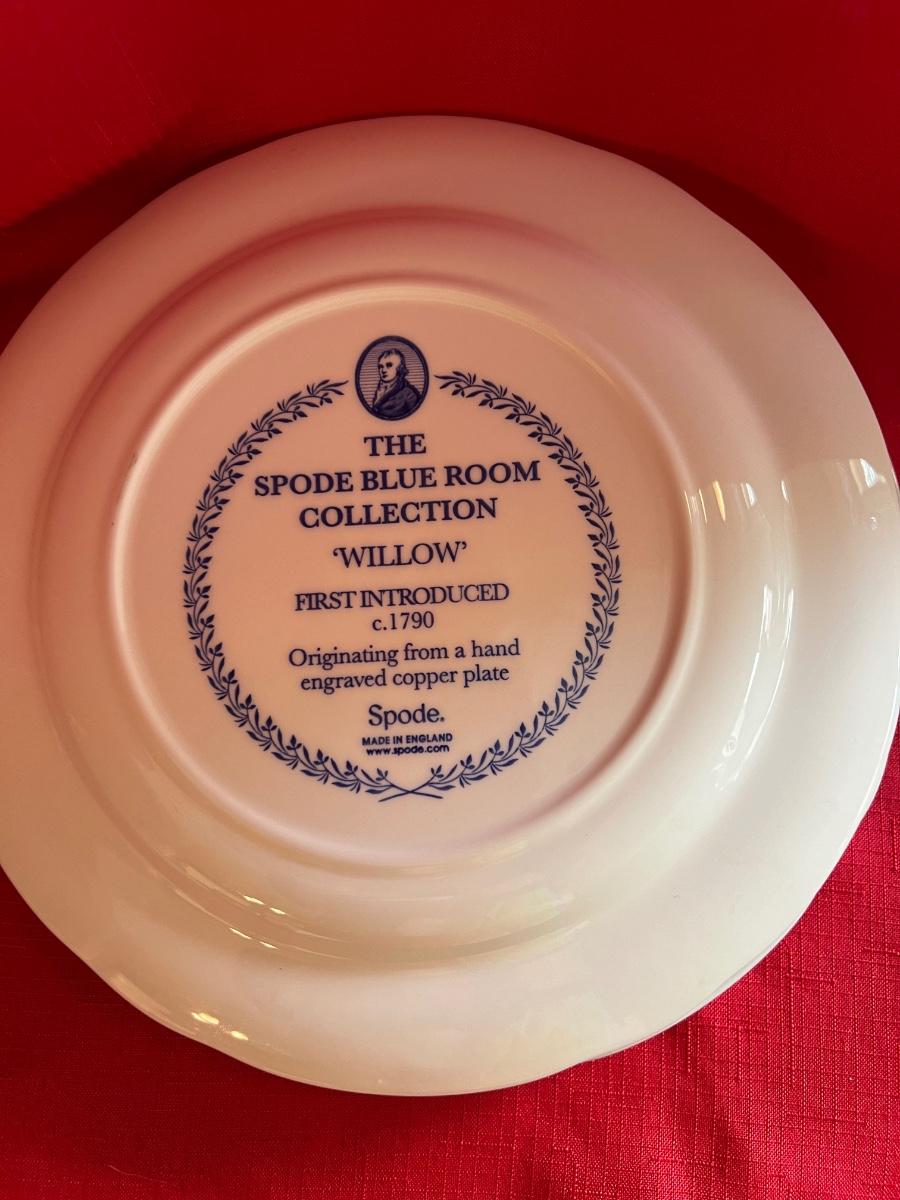 THE
SPODE BLUE ROOM
COLLECTION
‘WILLOW’
FIRST INTRODUCED
c.1790
Originating from a hand
engraved copper plate
Spode.
MADE IN ENGLAND
www.spode.com